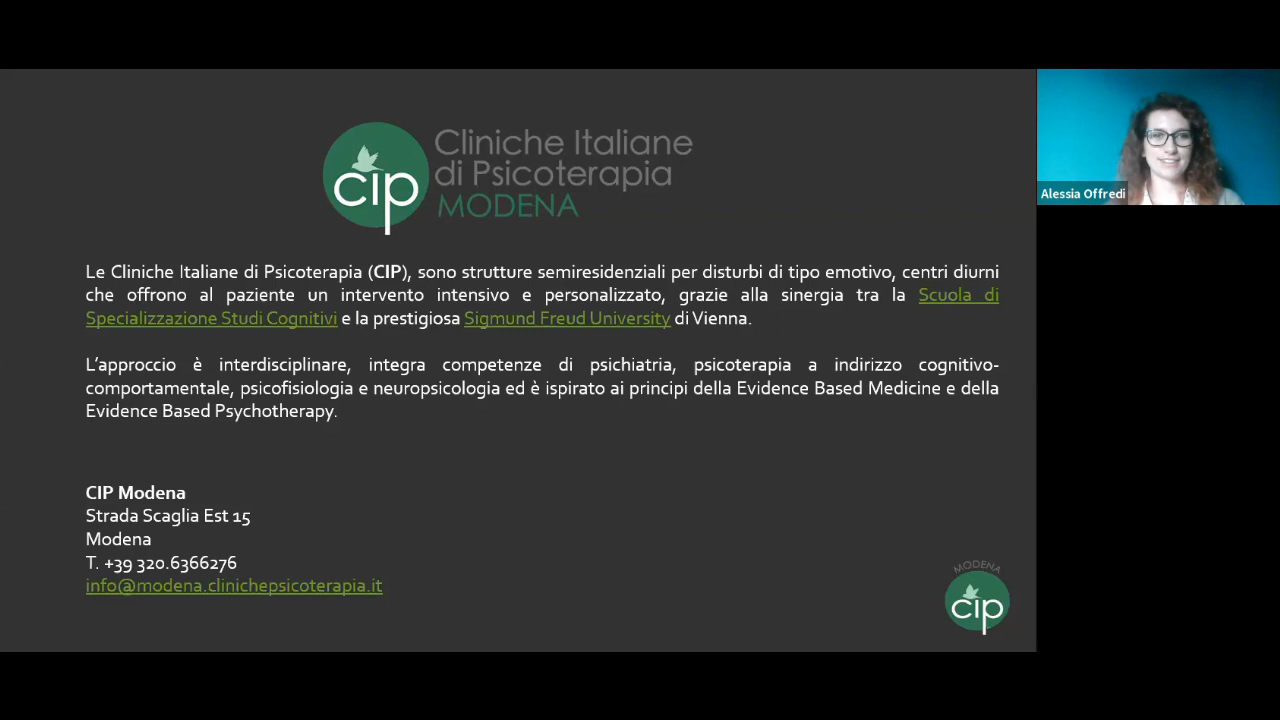 cip
Cliniche Italiane
di Psicoterapia
MODENA
Alessia Offredi
Le Cliniche Italiane di Psicoterapia (CIP), sono strutture semiresidenziali per disturbi di tipo emotivo, centri diurni
che offrono al paziente un intervento intensivo e personalizzato, grazie alla sinergia tra la Scuola di
Specializzazione Studi Cognitivi e la prestigiosa Sigmund Freud University di Vienna.
L’approccio è interdisciplinare, integra competenze di psichiatria, psicoterapia a indirizzo cognitivo-
comportamentale, psicofisiologia e neuropsicologia ed è ispirato ai principi della Evidence Based Medicine e della
Evidence Based Psychotherapy.
CIP Modena
Strada Scaglia Est 15
Modena
T. +39 320.6366276
info@modena.clinichepsicoterapia.it
MODENA
cip